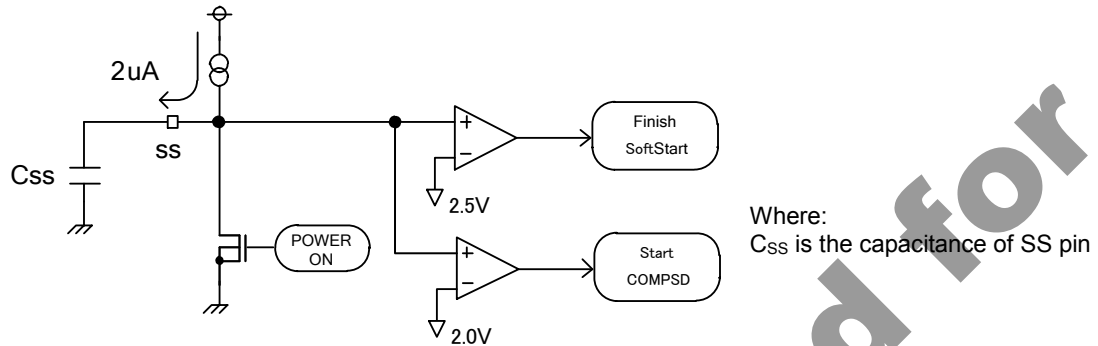 2uA
ss
Css
Finish
SoftStart
2.5V
POWER
ON
Start
COMPSD
2.0V
Where:
CSS is the capacitance of SS pin
d for